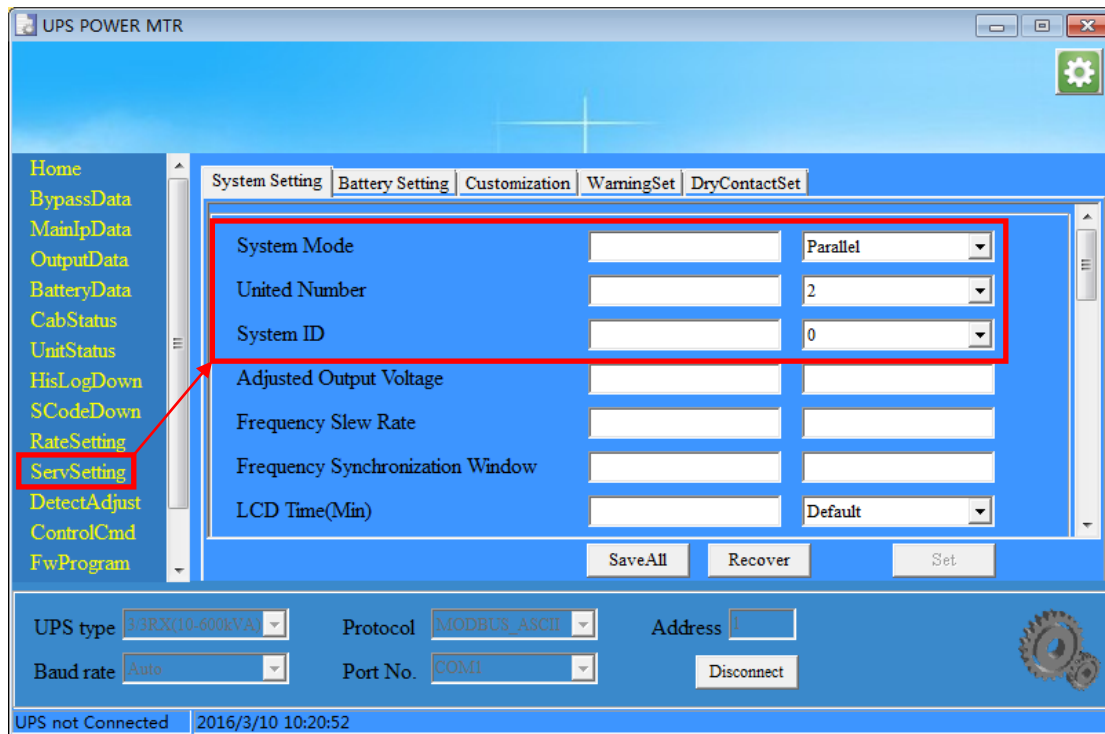 UPS POWER MTR
Home
BypassData
MainIpData
OutputData
BatteryData
CabStatus
UnitStatus
HisLogDown
SCodeDown
RateSetting
ServSetting
DetectAdjust
ControlCmd
FwProgram
System Setting Battery Setting Customization WarningSet DryContactSet
System Mode Parallel
United Number 2
System ID 0
Adjusted Output Voltage
Frequency Slew Rate
Frequency Synchronization Window
LCD Time(Min) Default
SaveAll Recover Set
UPS type 3/3RX(10-600kVA) Protocol MODBUS_ASCII Address 1
Baud rate Auto Port No. COM1 Disconnect
UPS not Connected 2016/3/10 10:20:52